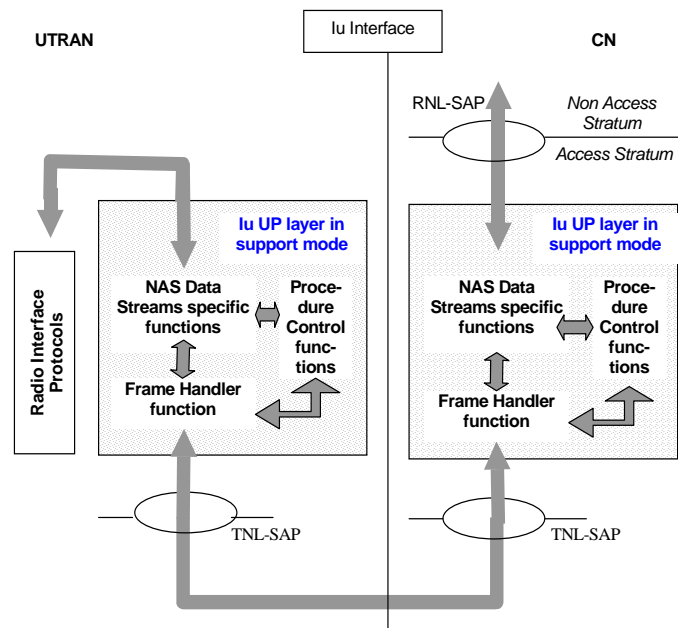 Iu Interface
UTRAN
CN
RNL-SAP
Non Access
Stratum
Access Stratum
Iu UP layer in
support mode
NAS Data
Streams specific
functions
Proce-
dure
Control
func-
tions
Frame Handler
function
Radio Interface
Protocols
TNL-SAP
Iu UP layer in
support mode
NAS Data
Streams specific
functions
Proce-
dure
Control
func-
tions
Frame Handler
function
TNL-SAP